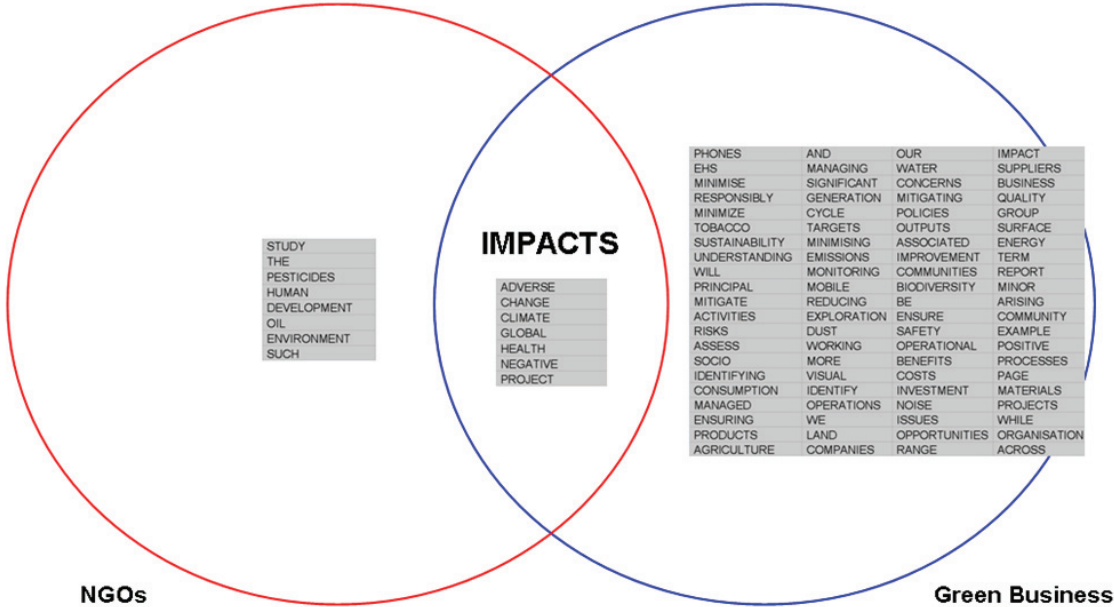 STUDY
THE
PESTICIDES
HUMAN
DEVELOPMENT
OIL
ENVIRONMENT
SUCH
IMPACTS
ADVERSE
CHANGE
CLIMATE
GLOBAL
HEALTH
NEGATIVE
PROJECT
PHONES AND OUR IMPACT
EHS MANAGING WATER SUPPLIERS
MINIMISE SIGNIFICANT CONCERNS BUSINESS
RESPONSIBLY GENERATION MITIGATING QUALITY
MINIMIZE CYCLE POLICIES GROUP
TOBACCO TARGETS OUTPUTS SURFACE
SUSTAINABILITY MINIMISING ASSOCIATED ENERGY
UNDERSTANDING EMISSIONS IMPROVEMENT TERM
WILL MONITORING COMMUNITIES REPORT
PRINCIPAL MOBILE BIODIVERSITY MINOR
MITIGATE REDUCING BE ARISING
ACTIVITIES EXPLORATION ENSURE COMMUNITY
RISKS DUST SAFETY EXAMPLE
ASSESS WORKING OPERATIONAL POSITIVE
SOCIO MORE BENEFITS PROCESSES
IDENTIFYING VISUAL COSTS PAGE
CONSUMPTION IDENTIFY INVESTMENT MATERIALS
MANAGED OPERATIONS NOISE PROJECTS
ENSURING WE ISSUES WHILE
PRODUCTS LAND OPPORTUNITIES ORGANISATION
AGRICULTURE COMPANIES RANGE ACROSS
NGOs
Green Business